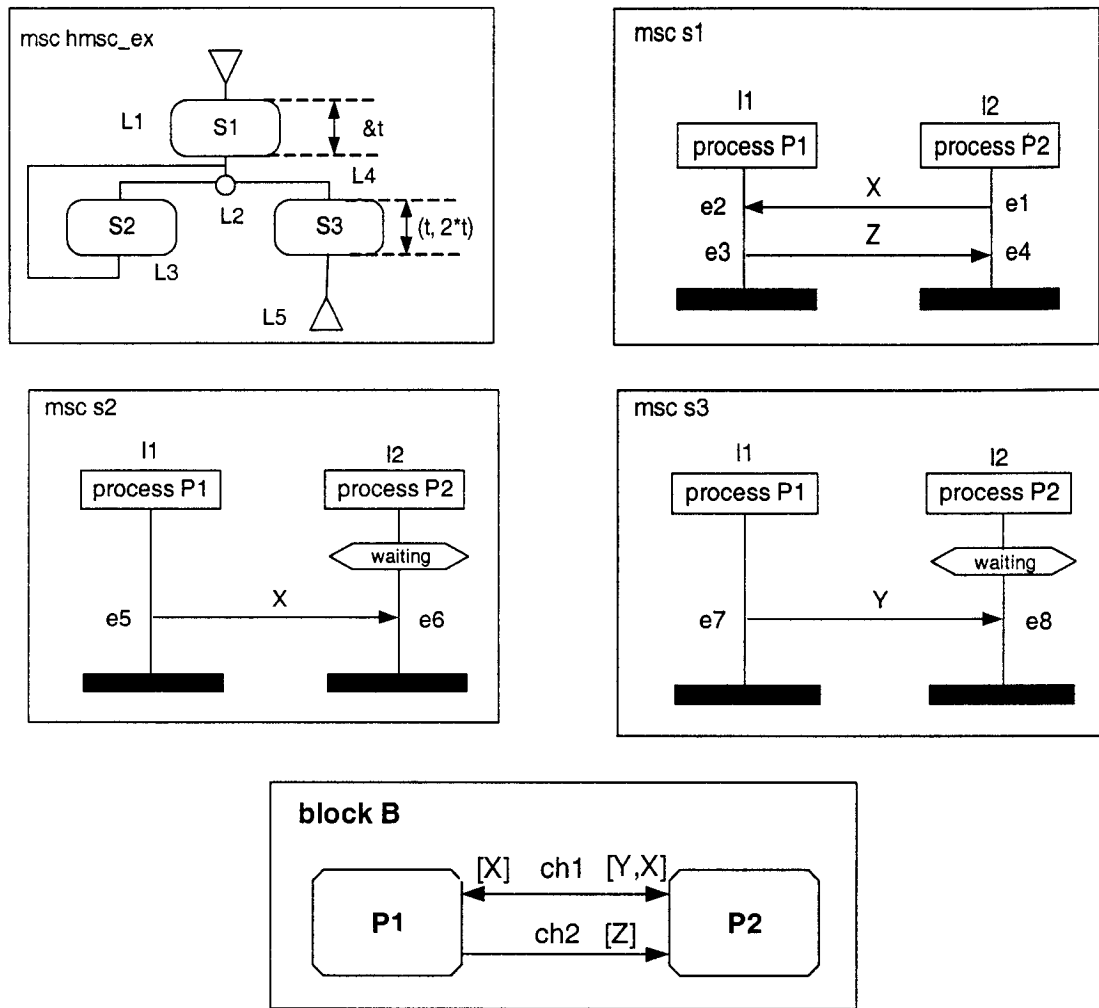 msc hmsc_ex
L1
S1
&t
L4
S2
L2
S3
(t, 2*t)
L3
L5
msc s1
I1
I2
process P1
process P2
e2
X
e1
e3
Z
e4
msc s2
I1
I2
process P1
process P2
waiting
e5
X
e6
msc s3
I1
I2
process P1
process P2
waiting
e7
Y
e8
block B
[X] ch1 [Y,X]
P1
P2
ch2 [Z]